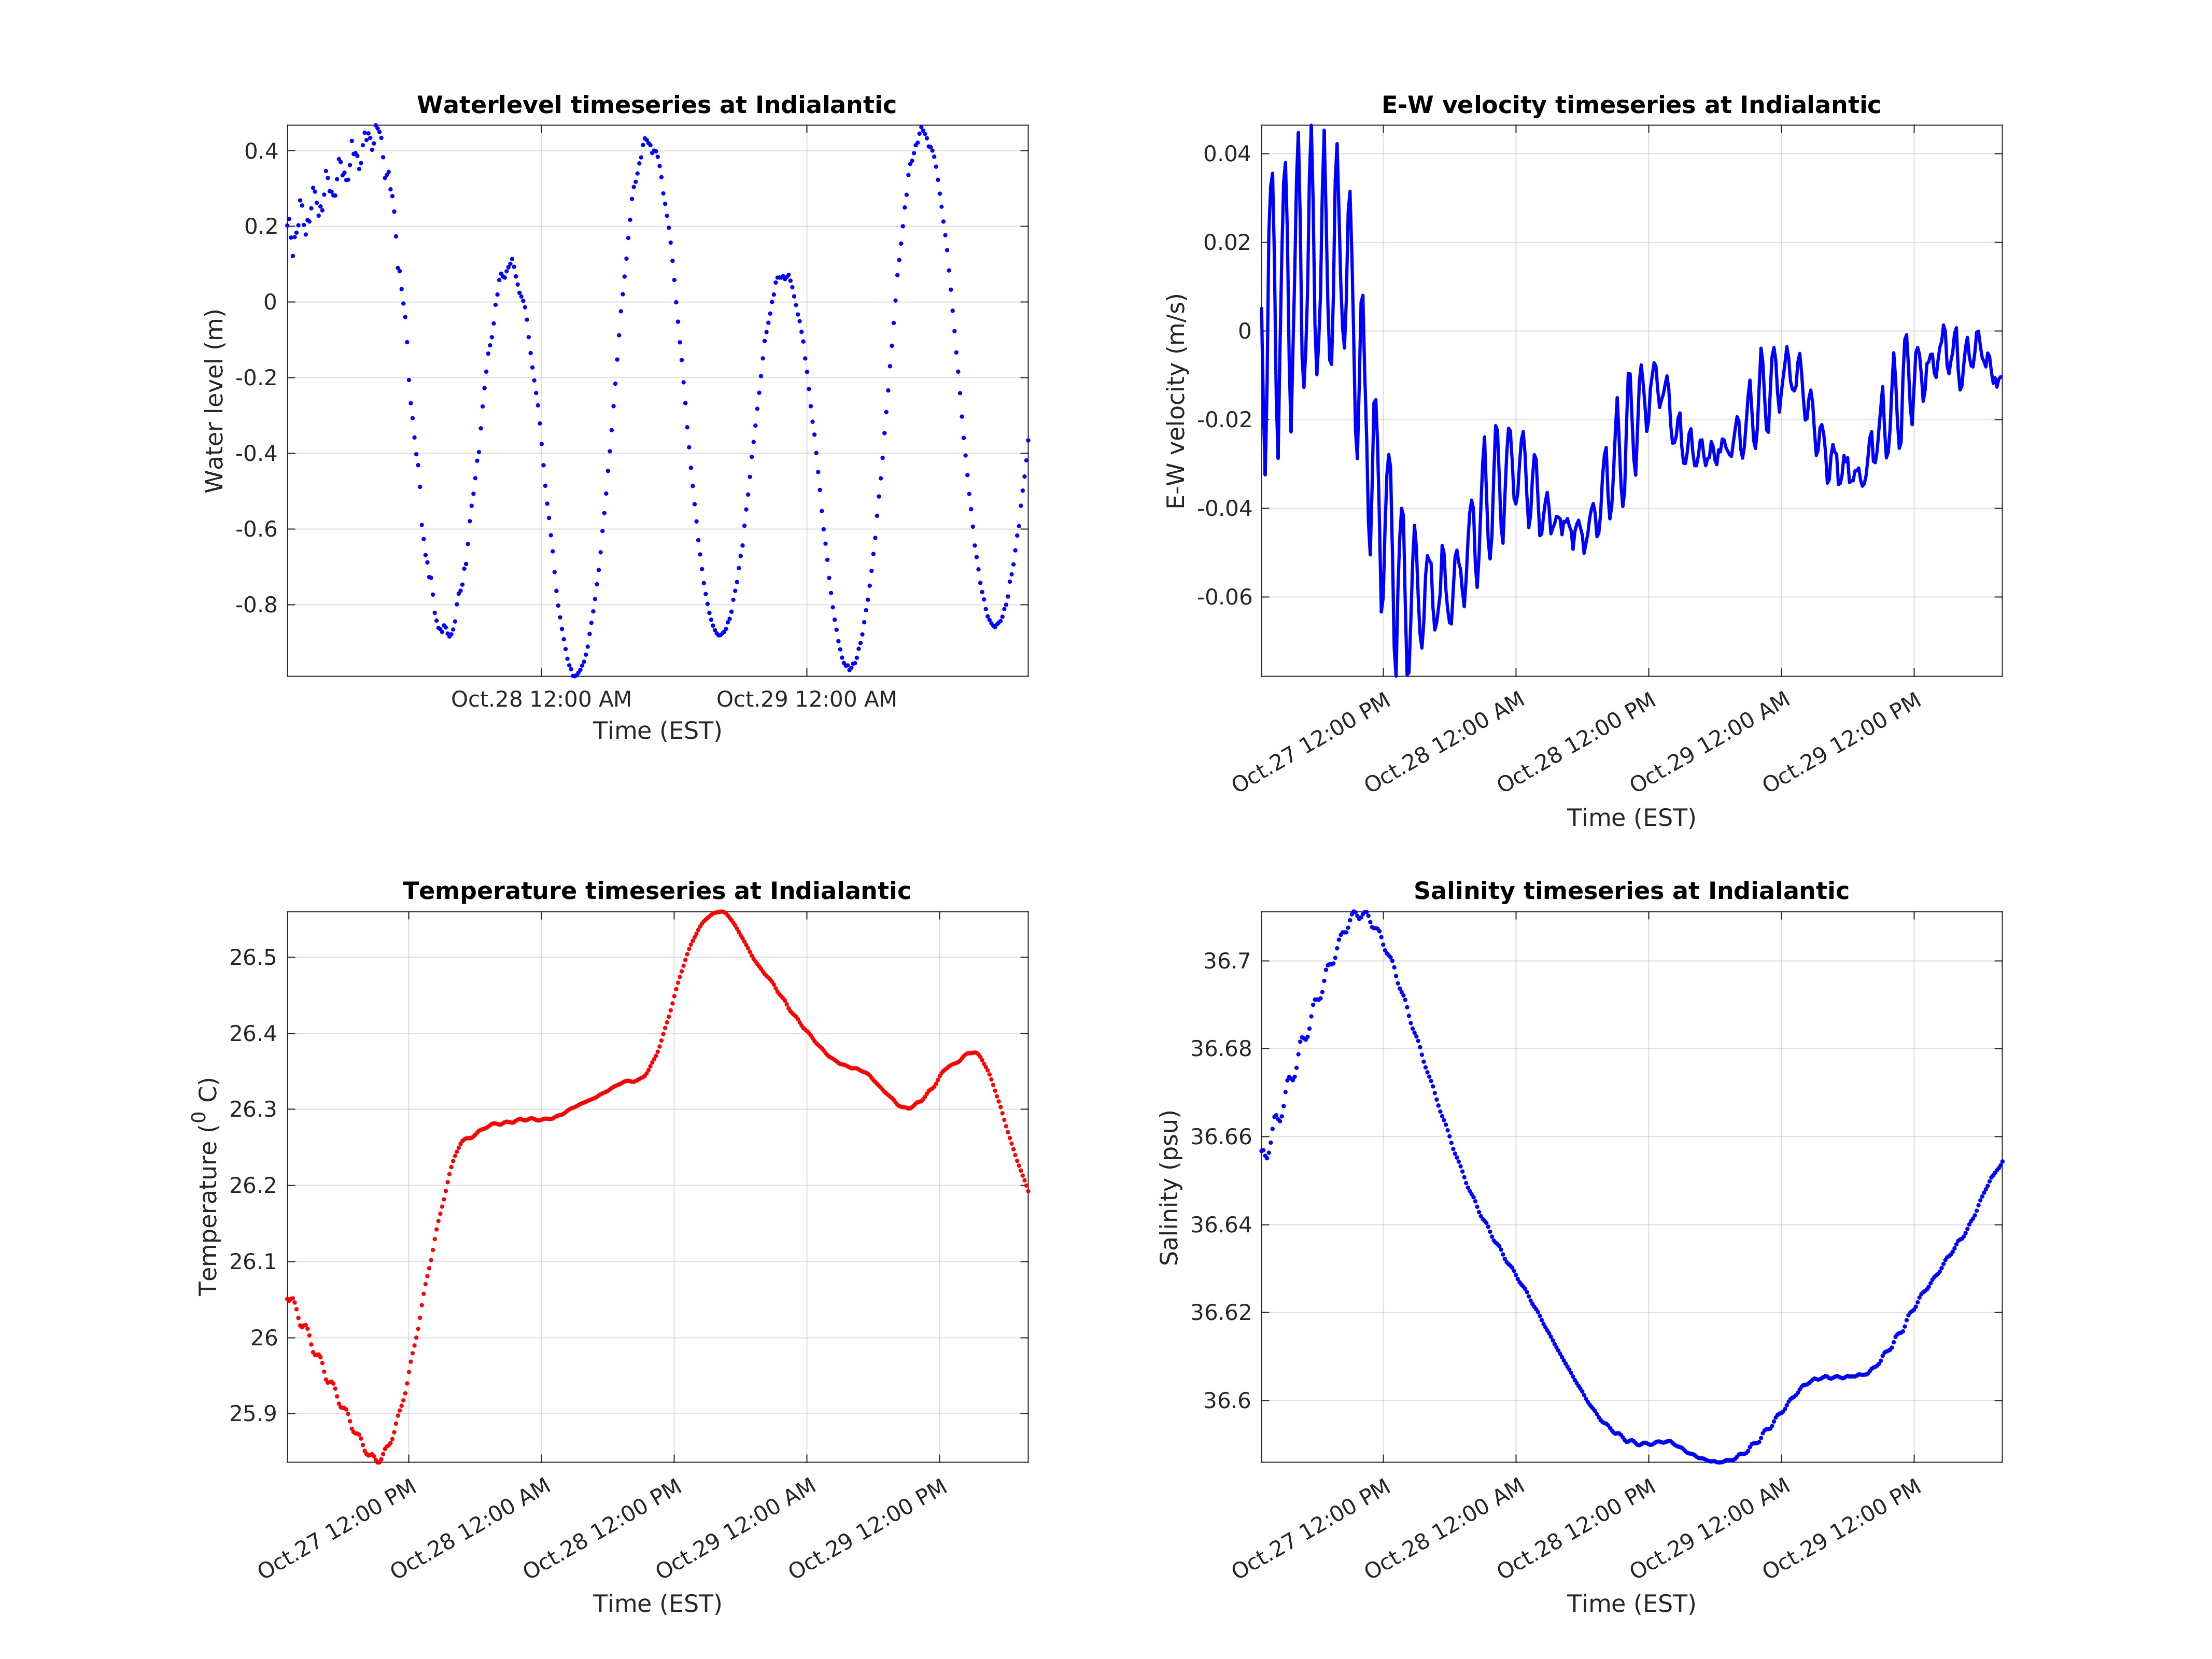 Waterlevel timeseries at Indialantic
0.4
0.2
0
-0.2
-0.4
-0.6
-0.8
Water level (m)
Oct.28 12:00 AM
Oct.29 12:00 AM
Time (EST)
E-W velocity timeseries at Indialantic
0.04
0.02
0
-0.02
-0.04
-0.06
E-W velocity (m/s)
Oct.27 12:00 PM
Oct.28 12:00 AM
Oct.28 12:00 PM
Oct.29 12:00 AM
Oct.29 12:00 PM
Time (EST)
Temperature timeseries at Indialantic
26.5
26.4
26.3
26.2
26.1
26
25.9
Temperature (⁰ C)
Oct.27 12:00 PM
Oct.28 12:00 AM
Oct.28 12:00 PM
Oct.29 12:00 AM
Oct.29 12:00 PM
Time (EST)
Salinity timeseries at Indialantic
36.7
36.68
36.66
36.64
36.62
36.6
Salinity (psu)
Oct.27 12:00 PM
Oct.28 12:00 AM
Oct.28 12:00 PM
Oct.29 12:00 AM
Oct.29 12:00 PM
Time (EST)